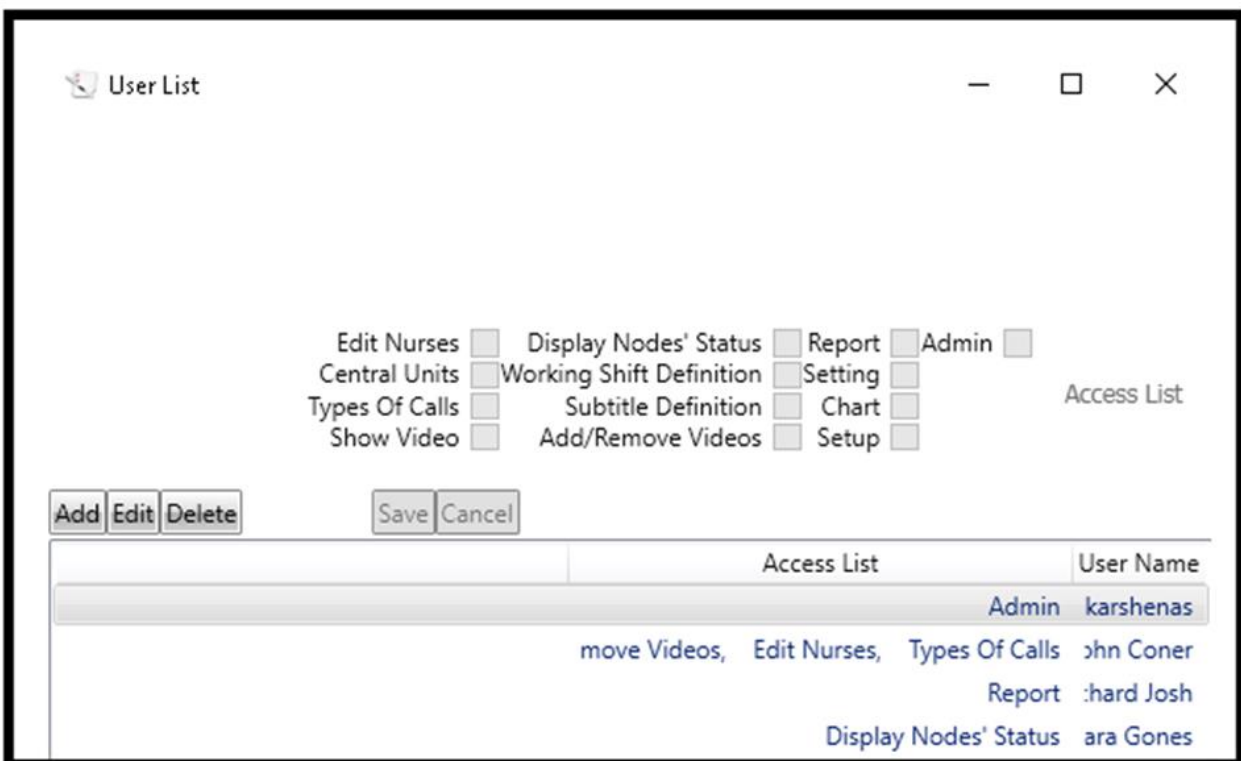 User List
Edit Nurses Display Nodes' Status Report Admin
Central Units Working Shift Definition Setting
Access List
Types Of Calls Subtitle Definition Chart
Show Video Add/Remove Videos Setup
Add Edit Delete Save Cancel
Access List User Name
Admin karshenas
move Videos, Edit Nurses, Types Of Calls ohn Coner
Report hard Josh
Display Nodes' Status ara Gones